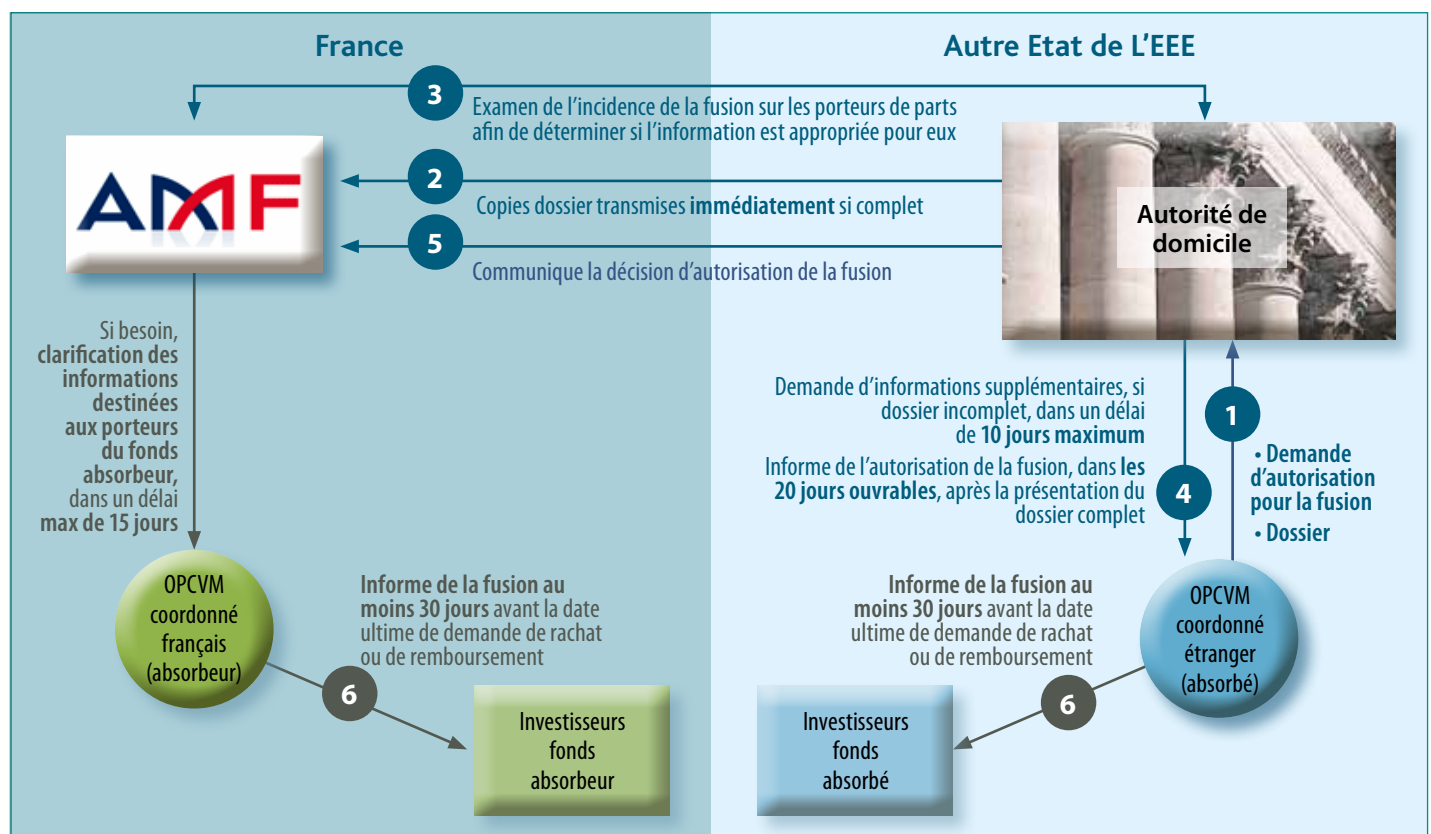 France
Autre Etat de L'EEE
3
Examen de l'incidence de la fusion sur les porteurs de parts
afin de déterminer si l'information est appropriée pour eux
AMF
2
Copies dossier transmises immédiatement si complet
Autorité de
domicile
5
Communique la décision d'autorisation de la fusion
Si besoin,
clarification des
informations
destinées
aux porteurs
du fonds
absorbeur,
dans un délai
max de 15 jours
Demande d'informations supplémentaires, si
dossier incomplet, dans un délai
de 10 jours maximum
1
• Demande
d'autorisation
pour la fusion
• Dossier
Informe de l'autorisation de la fusion, dans les
20 jours ouvrables, après la présentation du
dossier complet
4
OPCVM
coordonné
français
(absorbeur)
Informe de la fusion au
moins 30 jours avant la date
ultime de demande de rachat
ou de remboursement
6
Investisseurs
fonds
absorbeur
Informe de la fusion au
moins 30 jours avant la date
ultime de demande de rachat
ou de remboursement
OPCVM
coordonné
étranger
(absorbé)
6
Investisseurs
fonds
absorbé